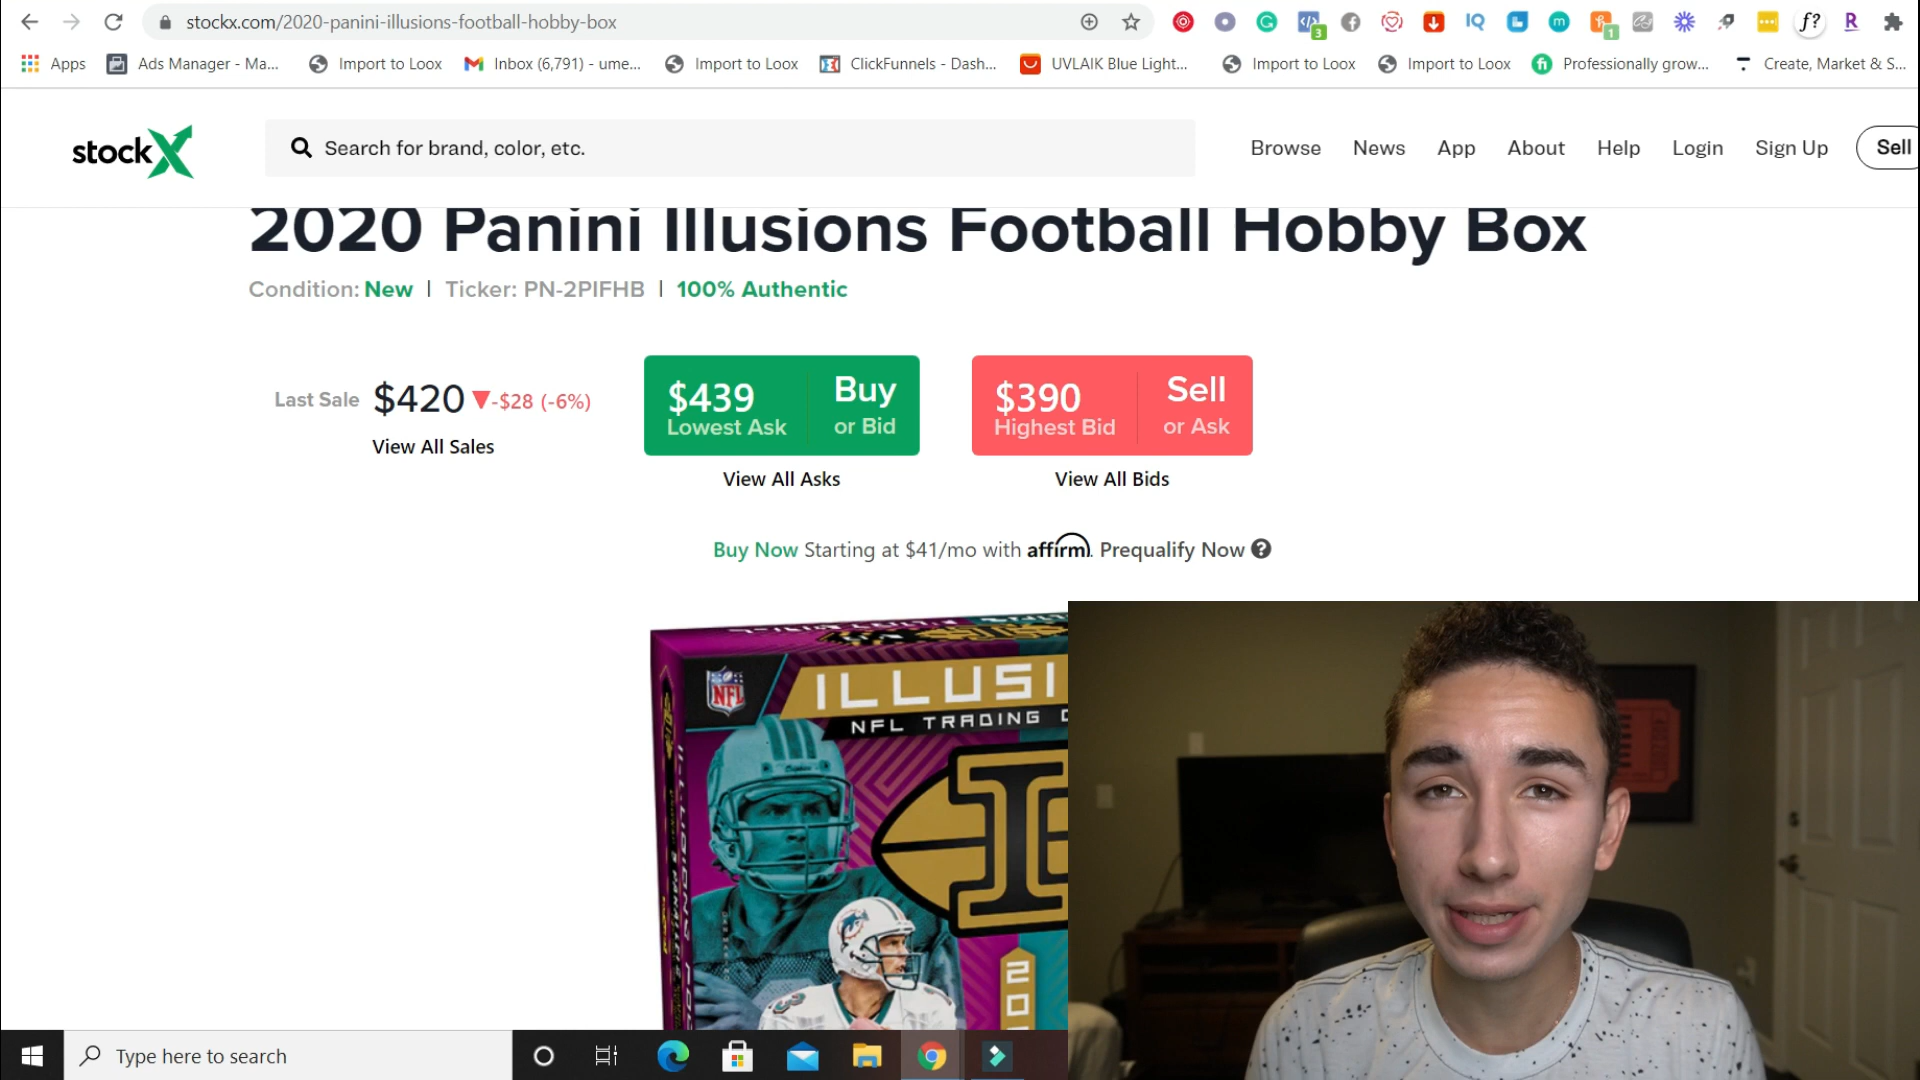 stockx.com/2020-panini-illusions-football-hobby-box
Apps Ads Manager - Ma... Import to Loox Inbox (6,791) - ume... Import to Loox ClickFunnels - Dash... UVLAIK Blue Light... Import to Loox Import to Loox Professionally grow... Create, Market & S...
stockX Search for brand, color, etc. Browse News App About Help Login Sign Up Sell
2020 Panini Illusions Football Hobby Box
Condition: New | Ticker: PN-2PIFHB | 100% Authentic
Last Sale $420 ▼-$28 (-6%)
View All Sales
$439 Buy
Lowest Ask or Bid
View All Asks
$390 Sell
Highest Bid or Ask
View All Bids
Buy Now Starting at $41/mo with affirm. Prequalify Now
NFL
ILLUSI
NFL TRADING C
Type here to search